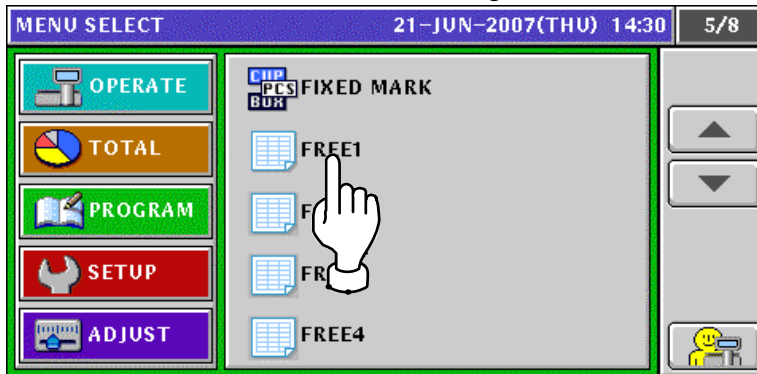 MENU SELECT 21-JUN-2007(THU) 14:30 5/8
OPERATE
TOTAL
PROGRAM
SETUP
ADJUST
CUP
PCS
BOX
FIXED MARK
FREE1
F
FR
FREE4